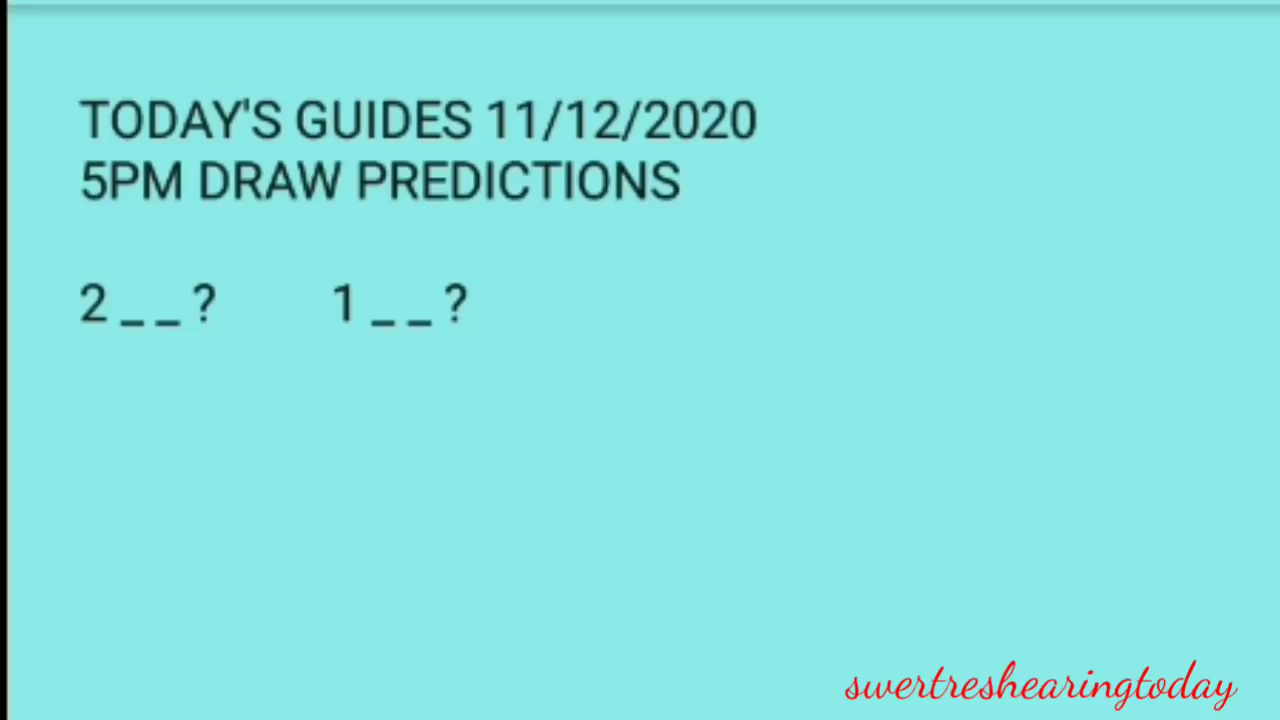 TODAY'S GUIDES 11/12/2020
5PM DRAW PREDICTIONS
2 _ _ ? 1 _ _ ?
swertreshearingtoday